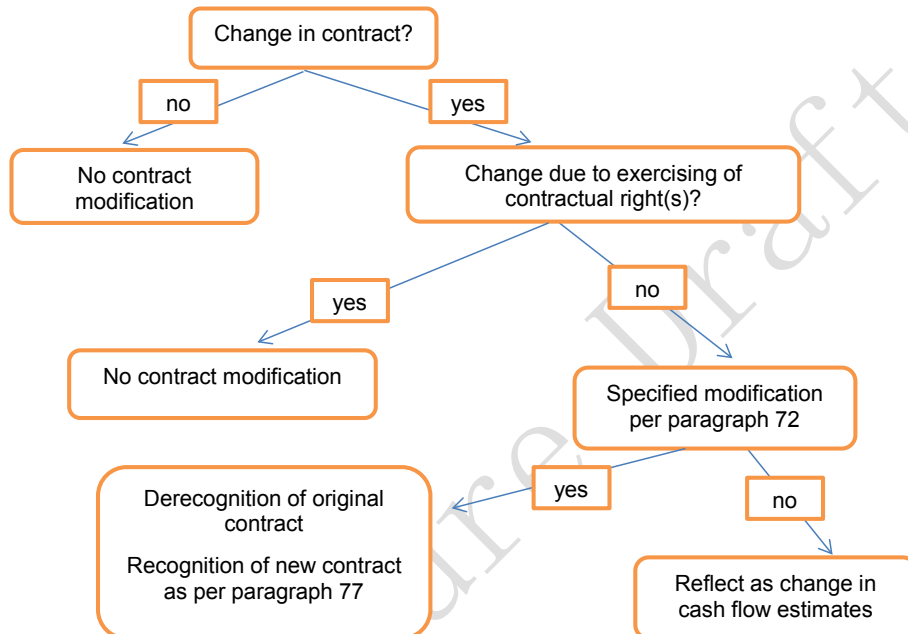 Change in contract?
no
yes
No contract
modification
Change due to exercising of
contractual right(s)?
yes
no
No contract modification
Specified modification
per paragraph 72
Derecognition of original
contract
Recognition of new contract
as per paragraph 77
yes
no
Reflect as change in
cash flow estimates
ure Draft